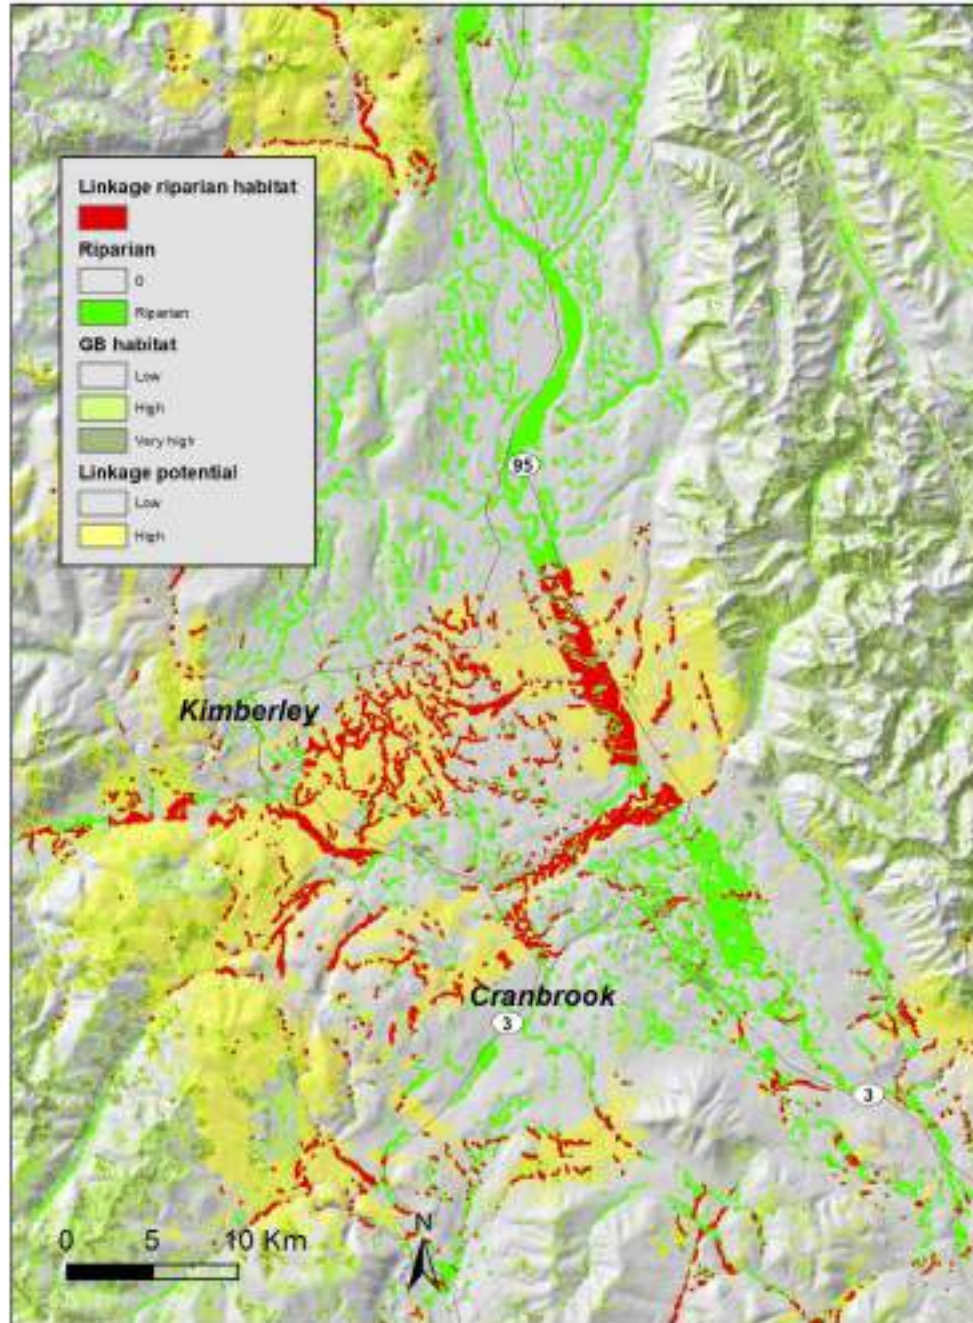 Linkage riparian habitat
Riparian
0
Riparian
GB habitat
Low
High
Very high
Linkage potential
Low
High
95
Kimberley
Cranbrook
3
3
N
0 5 10 Km